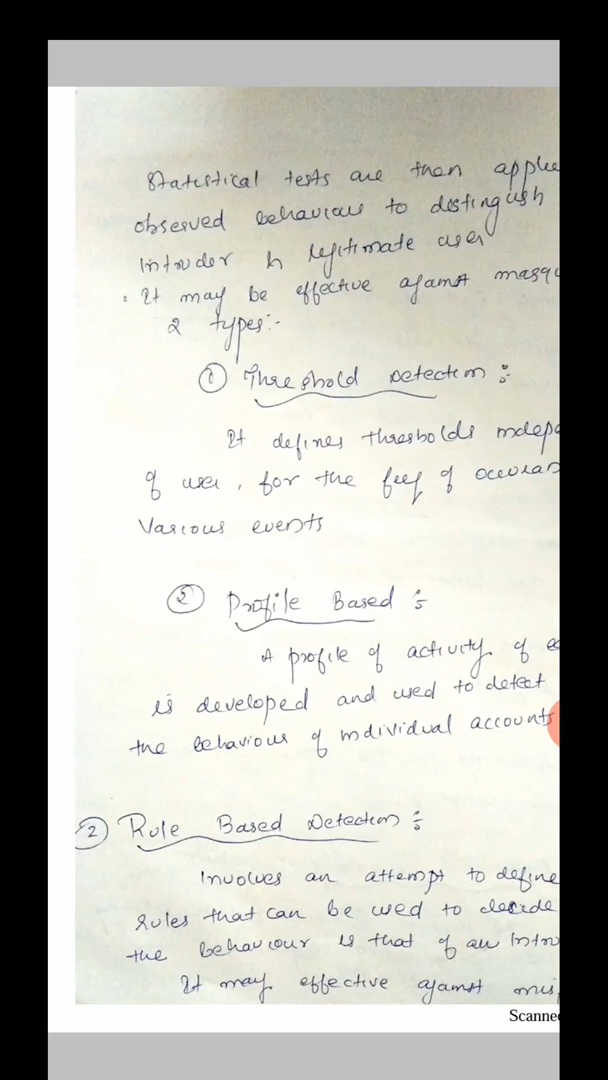 Statistical tests are then applie
observed behaviour to distinguish
intruder & legitimate user
• It may be effective against masqu
2 types:-
① Threshold Detection :-
It defines thresholds indepe
of user, for the freq of occuran
Various events
② Profile Based :-
A profile of activity of ea
is developed and used to detect
the behaviour of individual accounts
② Rule Based Detection :-
Involves an attempt to define
rules that can be used to decide
the behaviour is that of an Intru
It may effective against mis
Scanne